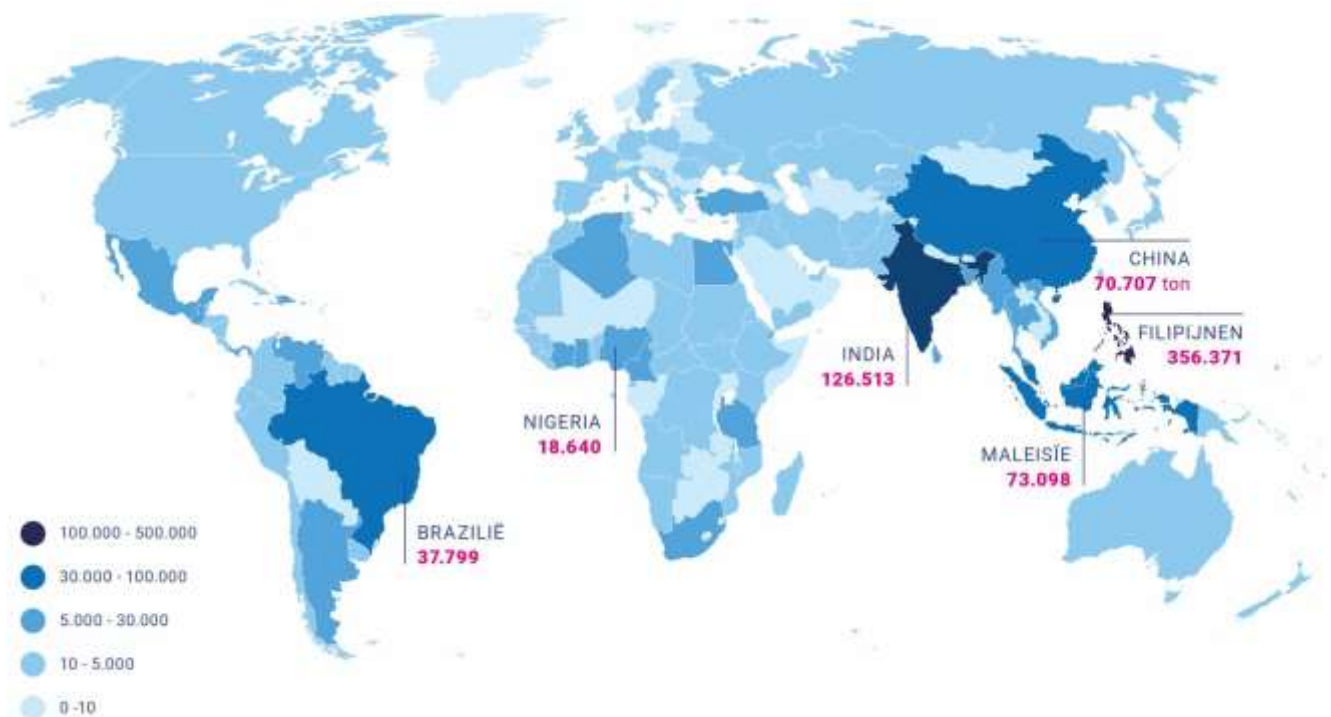 CHINA
70.707 ton
FILIPIJNEN
356.371
INDIA
126.513
NIGERIA
18.640
MALEISÏE
73.098
BRAZILIË
37.799
100.000 - 500.000
30.000 - 100.000
5.000 - 30.000
10 - 5.000
0 -10